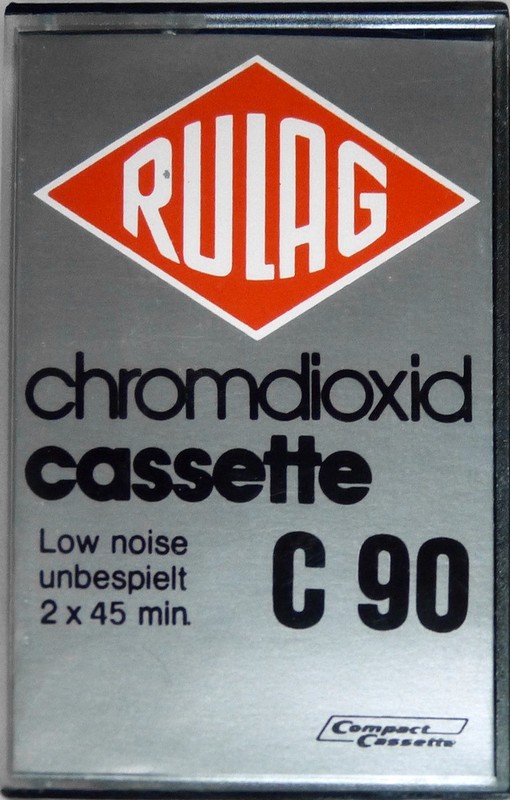 RULAG
chromdioxid
cassette
Low noise
unbespielt
2 x 45 min.
C 90
Compact
Cassette